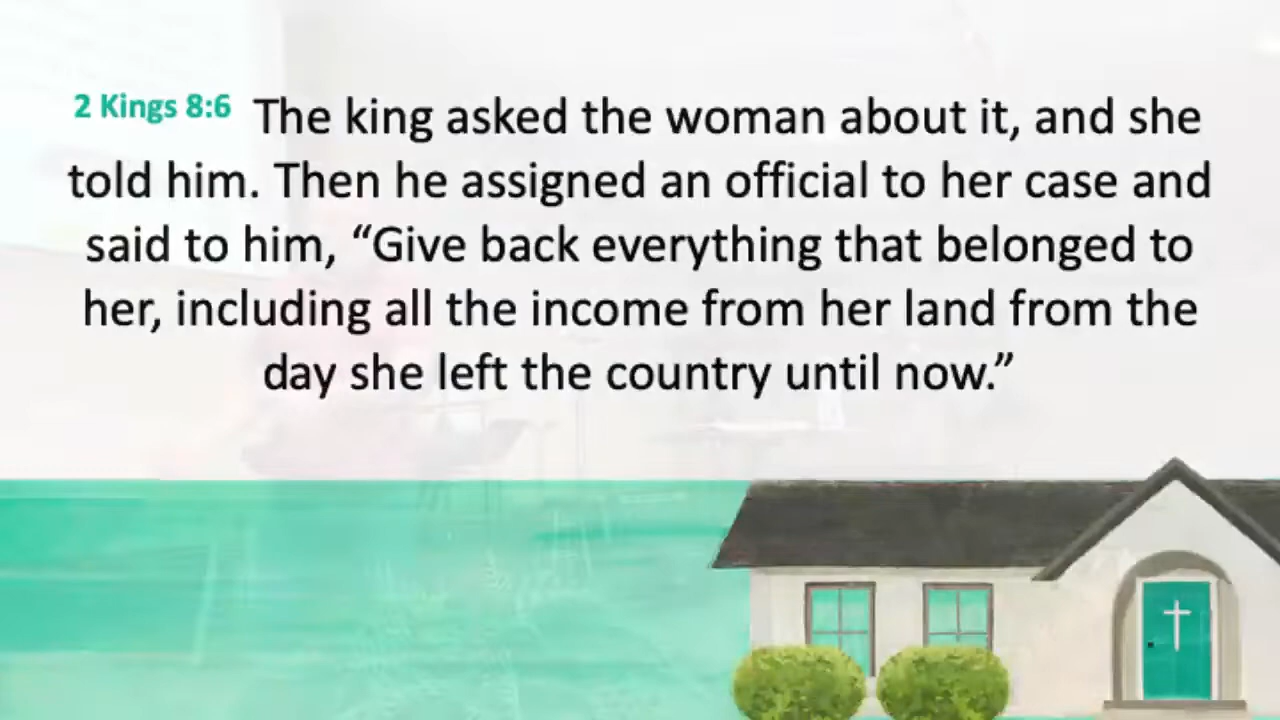 2 Kings 8:6 The king asked the woman about it, and she
told him. Then he assigned an official to her case and
said to him, “Give back everything that belonged to
her, including all the income from her land from the
day she left the country until now.”